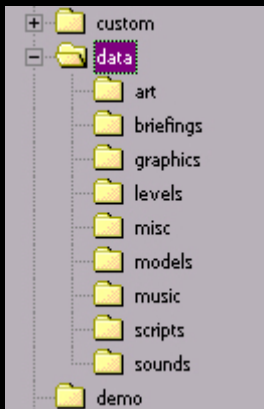 custom
data
art
briefings
graphics
levels
misc
models
music
scripts
sounds
demo